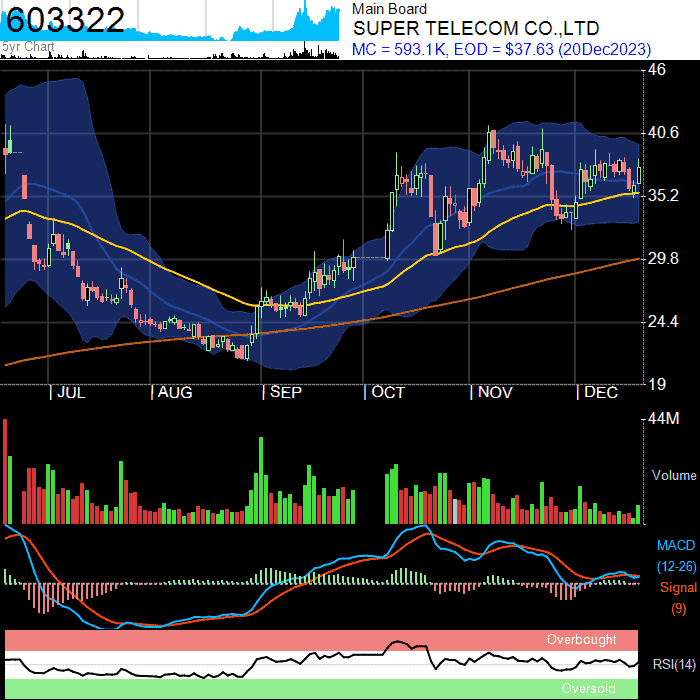 603322
5yr Chart
Main Board
SUPER TELECOM CO.,LTD
MC = 593.1K, EOD = $37.63 (20Dec2023)
46
40.6
35.2
29.8
24.4
19
| JUL | AUG | SEP | OCT | NOV | DEC
44M
Volume
MACD
(12-26)
Signal
(9)
Overbought
RSI(14)
Oversold